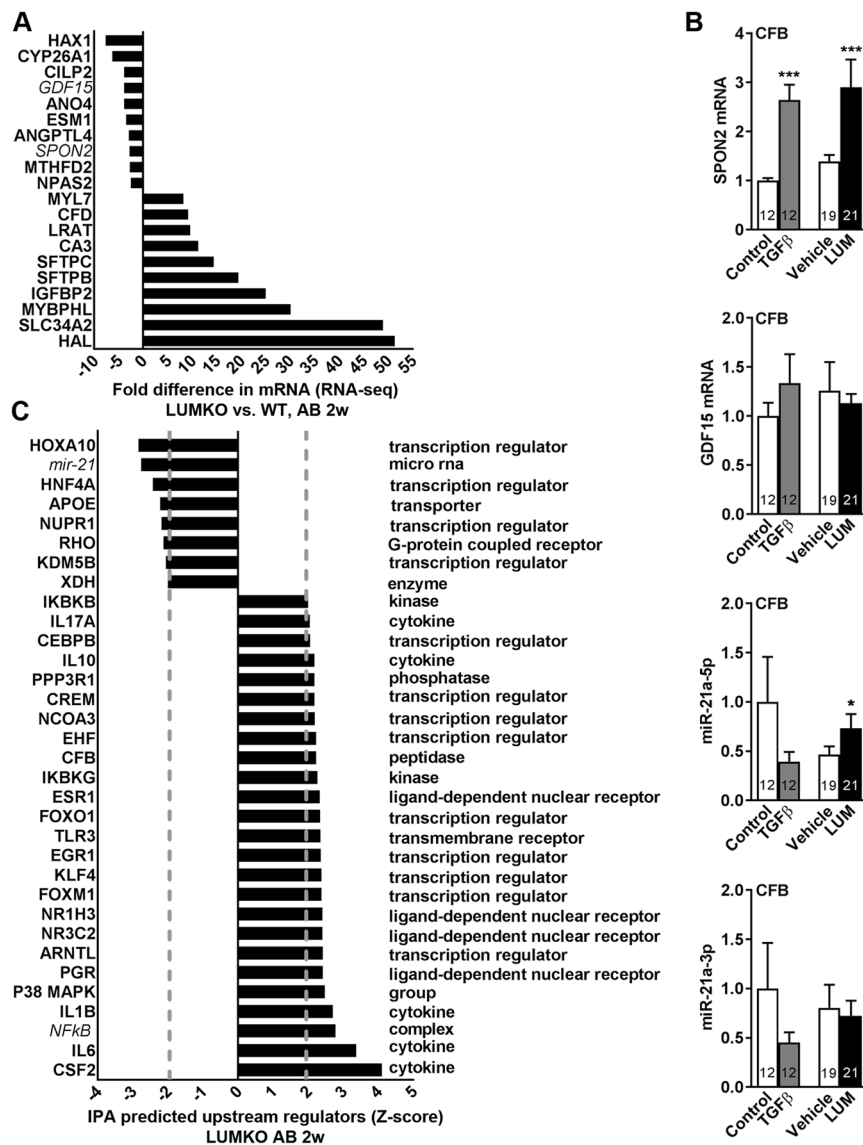 A
HAX1
CYP26A1
CILP2
GDF15
ANO4
ESM1
ANGPTL4
SPON2
MTHFD2
NPAS2
MYL7
CFD
LRAT
CA3
SFTPC
SFTPB
IGFBP2
MYBPHL
SLC34A2
HAL
-10 -5 0 5 10 15 20 25 30 35 40 45 50 55
Fold difference in mRNA (RNA-seq)
LUMKO vs. WT, AB 2w
B
CFB
SPON2 mRNA
4
3
2
1
0
12 12 19 21
*** ***
Control TGFβ Vehicle LUM
CFB
GDF15 mRNA
2.0
1.5
1.0
0.5
0.0
12 12 19 21
Control TGFβ Vehicle LUM
CFB
miR-21a-5p
2.0
1.5
1.0
0.5
0.0
12 12 19 21
*
Control TGFβ Vehicle LUM
CFB
miR-21a-3p
2.0
1.5
1.0
0.5
0.0
12 12 19 21
Control TGFβ Vehicle LUM
C
HOXA10 transcription regulator
mir-21 micro rna
HNF4A transcription regulator
APOE transporter
NUPR1 transcription regulator
RHO G-protein coupled receptor
KDM5B transcription regulator
XDH enzyme
IKBKB kinase
IL17A cytokine
CEBPB transcription regulator
IL10 cytokine
PPP3R1 phosphatase
CREM transcription regulator
NCOA3 transcription regulator
EHF transcription regulator
CFB peptidase
IKBKG kinase
ESR1 ligand-dependent nuclear receptor
FOXO1 transcription regulator
TLR3 transmembrane receptor
EGR1 transcription regulator
KLF4 transcription regulator
FOXM1 transcription regulator
NR1H3 ligand-dependent nuclear receptor
NR3C2 ligand-dependent nuclear receptor
ARNTL transcription regulator
PGR ligand-dependent nuclear receptor
P38 MAPK group
IL1B cytokine
NFkB complex
IL6 cytokine
CSF2 cytokine
-4 -2 -1 0 1 2 3 4 5
IPA predicted upstream regulators (Z-score)
LUMKO AB 2w